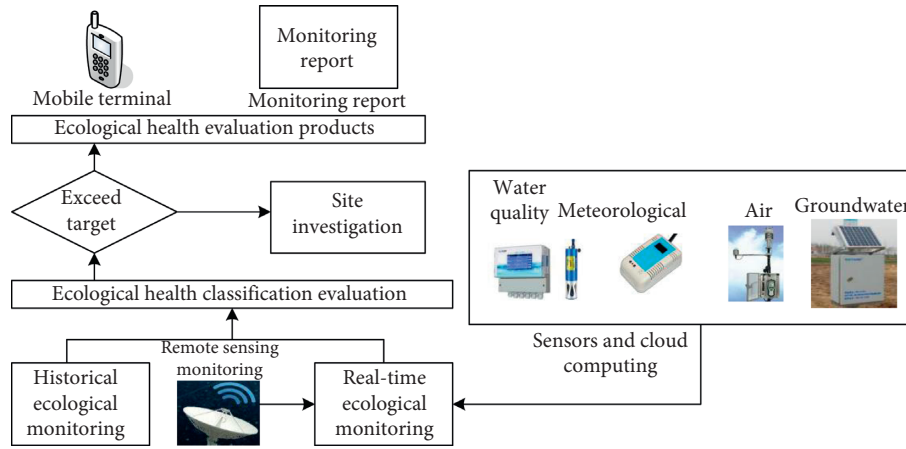 Monitoring
report
Mobile terminal
Monitoring report
Ecological health evaluation products
Exceed
target
Site
investigation
Water
quality
Meteorological
Air
Groundwater
Ecological health classification evaluation
Remote sensing
monitoring
Sensors and cloud
computing
Historical
ecological
monitoring
Real-time
ecological
monitoring